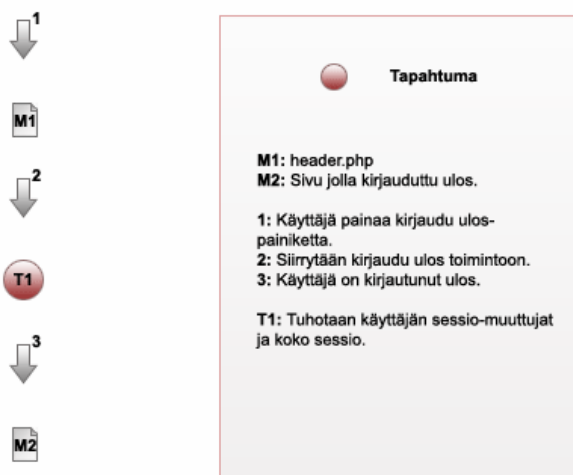 1
M1
2
T1
3
M2
Tapahtuma
M1: header.php
M2: Sivu jolla kirjauduttu ulos.
1: Käyttäjä painaa kirjaudu ulos-
painiketta.
2: Siirrytään kirjaudu ulos toimintoon.
3: Käyttäjä on kirjautunut ulos.
T1: Tuhotaan käyttäjän sessio-muuttujat
ja koko sessio.